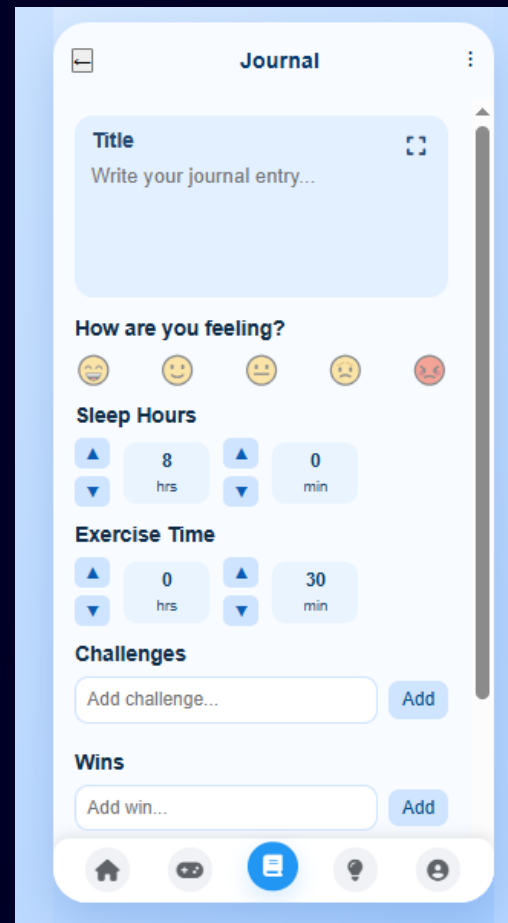 ← Journal ⋮
Title
Write your journal entry...
How are you feeling?
Sleep Hours
▲ 8 hrs ▼ ▲ 0 min ▼
Exercise Time
▲ 0 hrs ▼ ▲ 30 min ▼
Challenges
Add challenge... Add
Wins
Add win... Add